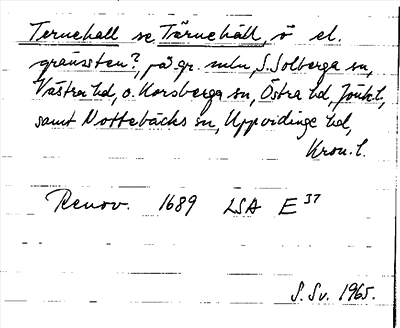 Ternehall se Tärnehäll, ö el.
gränssten?, på gr. mln, S. Solberga sn,
Västra hd, o. Korsberga sn, Östra hd, Jönk.l,
samt Nottebäcks sn, Uppvidinge hd,
Kron.l.
Renov. 1689 LSA E 37
S. Sv. 1965.